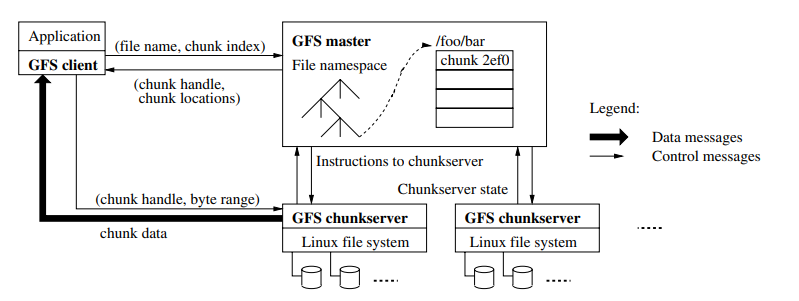 Application
GFS client
(file name, chunk index)
(chunk handle,
chunk locations)
GFS master
File namespace
/foo/bar
chunk 2ef0
Legend:
Data messages
Control messages
Instructions to chunkserver
Chunkserver state
(chunk handle, byte range)
chunk data
GFS chunkserver
Linux file system
GFS chunkserver
Linux file system